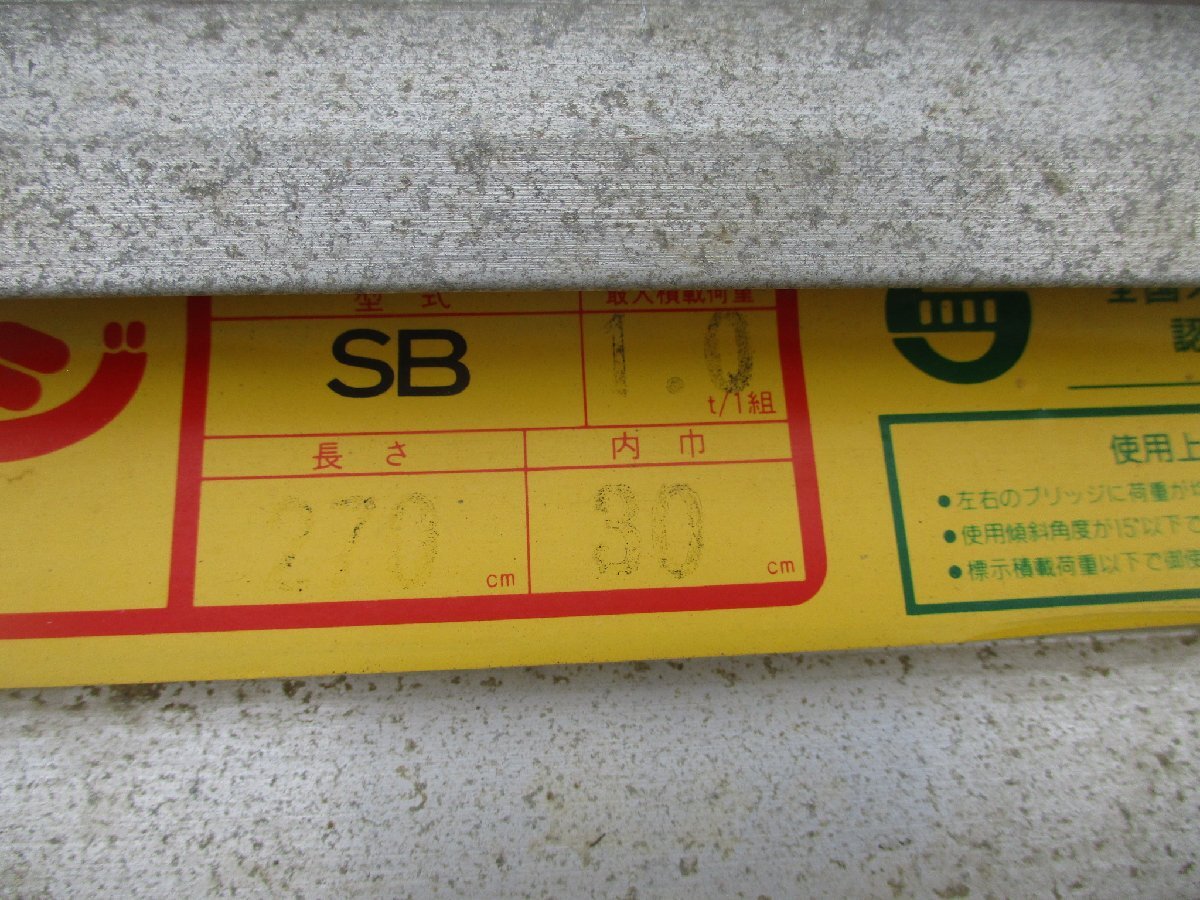 型式
最大積載荷重
SB
1.0
t/1組
長さ
内巾
270 cm
30 cm
全国
認
使用上
●左右のブリッジに荷重が
●使用傾斜角度が15°以下で
●標示積載荷重以下で御使